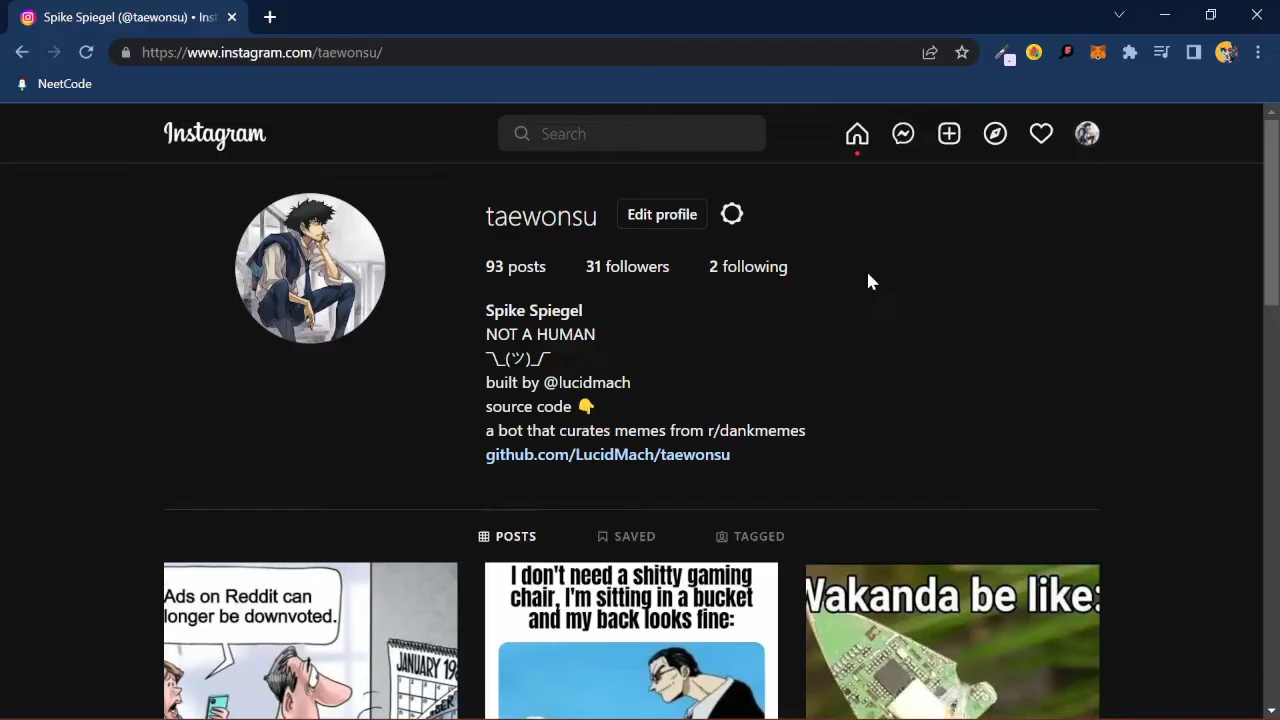 Spike Spiegel (@taewonsu) • Inst
https://www.instagram.com/taewonsu/
NeetCode
Instagram
Search
taewonsu
Edit profile
93 posts
31 followers
2 following
Spike Spiegel
NOT A HUMAN
¯\_(ツ)_/¯
built by @lucidmach
source code 👇
a bot that curates memes from r/dankmemes
github.com/LucidMach/taewonsu
POSTS
SAVED
TAGGED
Ads on Reddit can
longer be downvoted.
JANUARY 19
I don't need a shitty gaming
chair, I'm sitting in a bucket
and my back looks fine:
Wakanda be like: